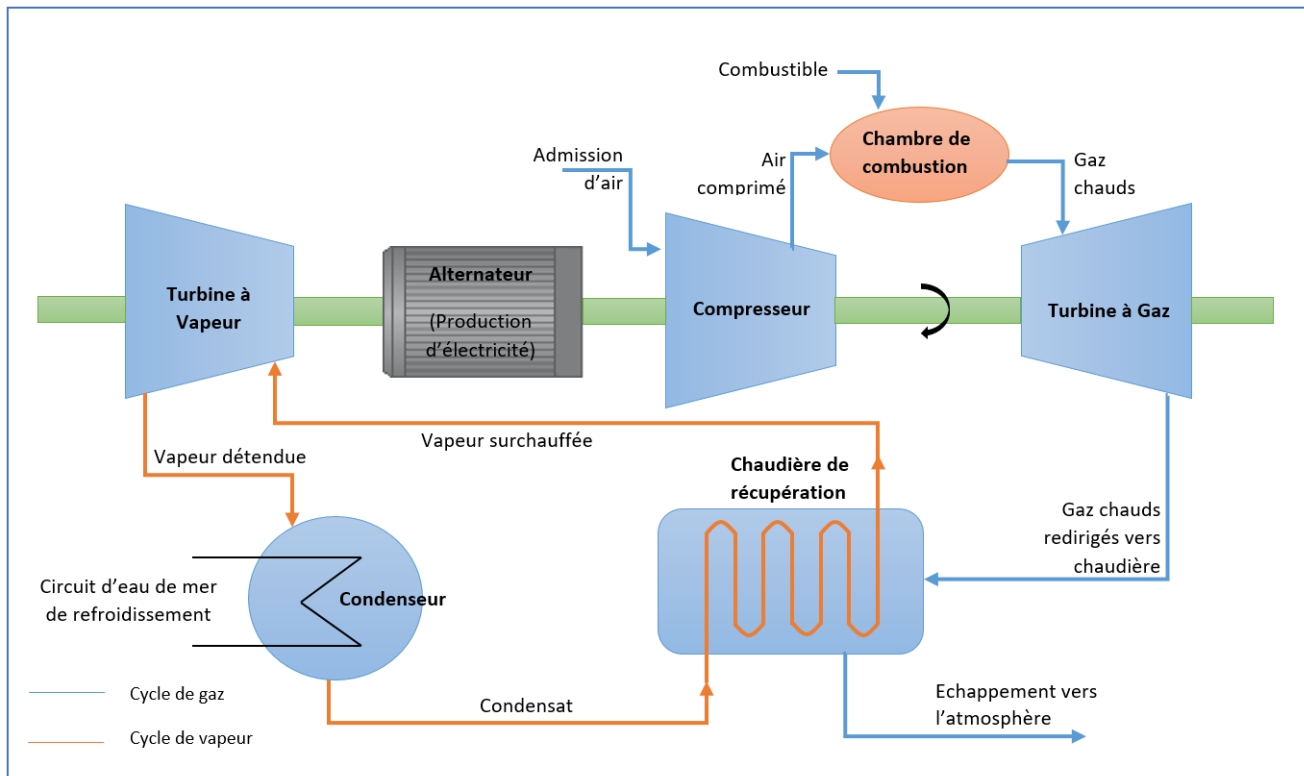 Combustible
Chambre de
combustion
Admission
d’air
Air
comprimé
Gaz
chauds
Turbine à
Vapeur
Alternateur
(Production
d’électricité)
Compresseur
Turbine à Gaz
Vapeur surchauffée
Vapeur détendue
Chaudière de
récupération
Gaz chauds
redirigés vers
chaudière
Circuit d’eau de mer
de refroidissement
Condenseur
Condensat
Echappement vers
l’atmosphère
Cycle de gaz
Cycle de vapeur